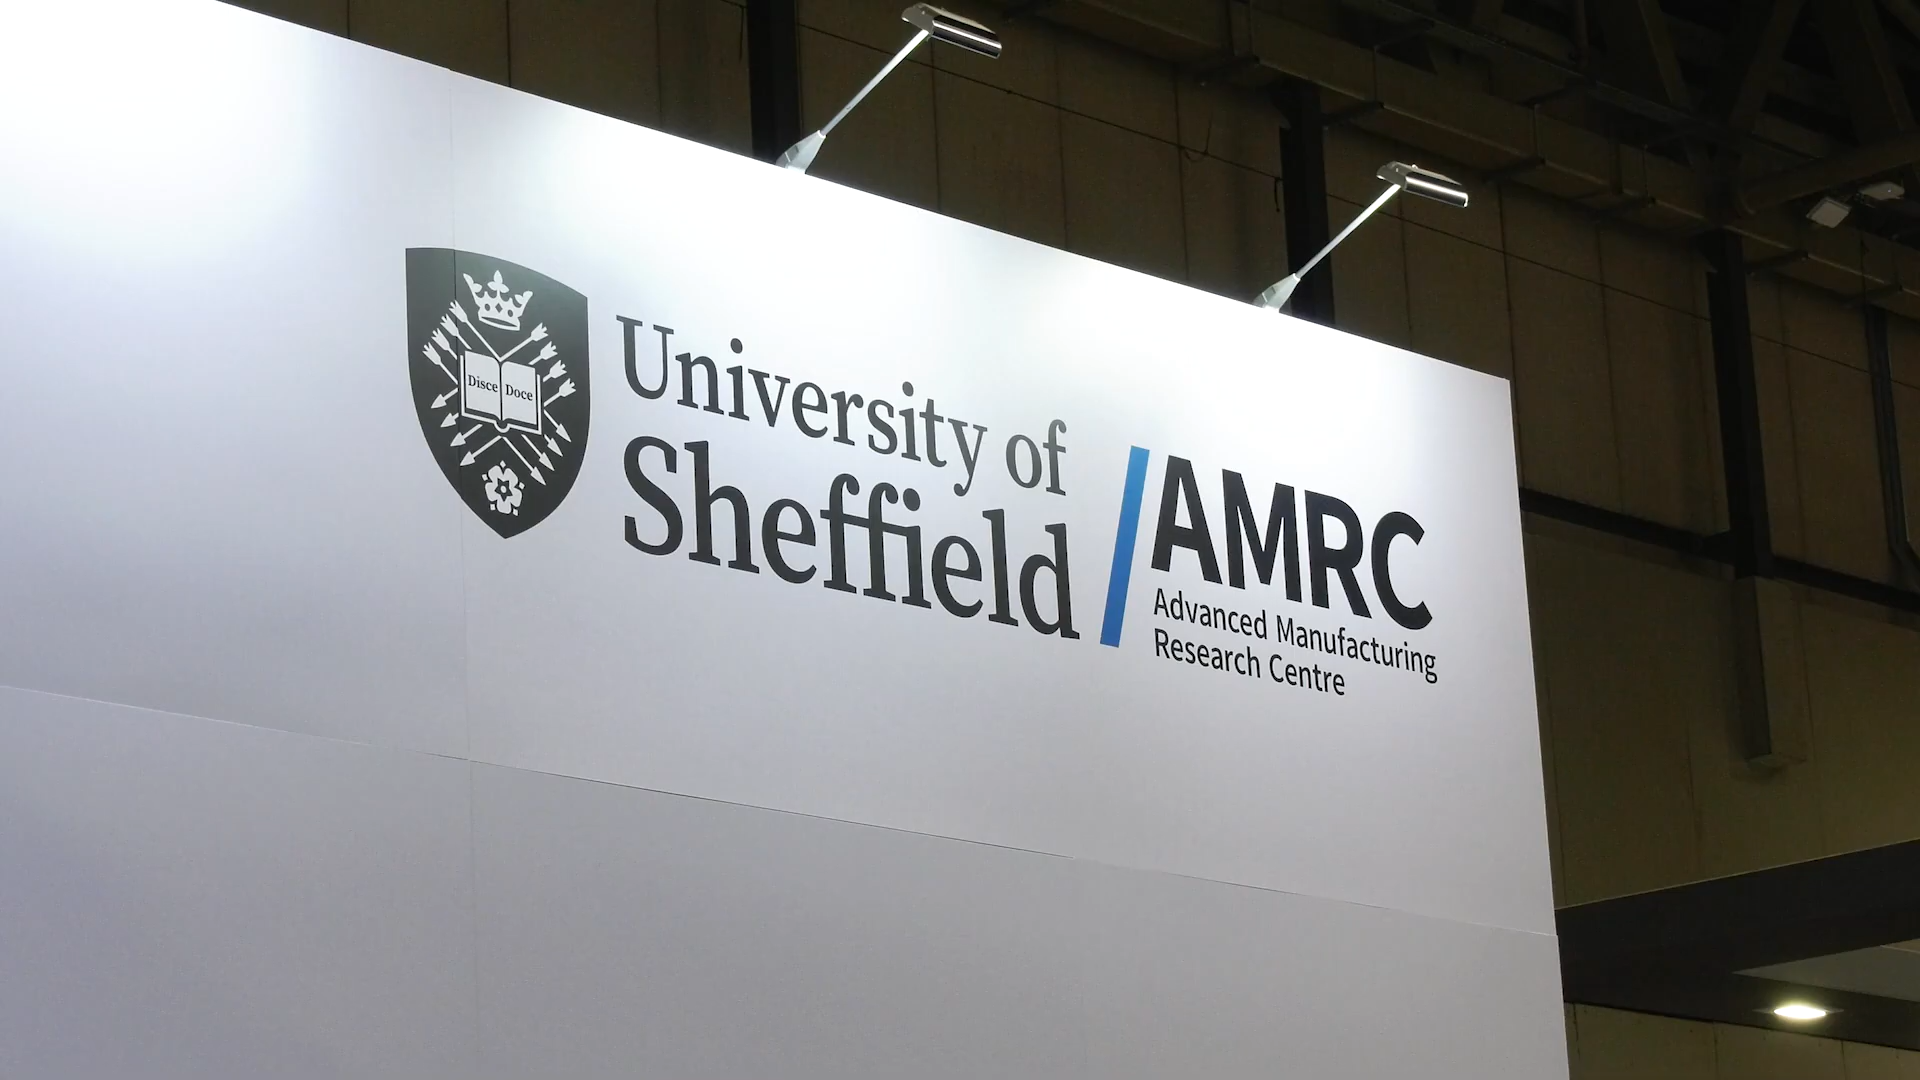 Disce Doce
University of
Sheffield
AMRC
Advanced Manufacturing
Research Centre